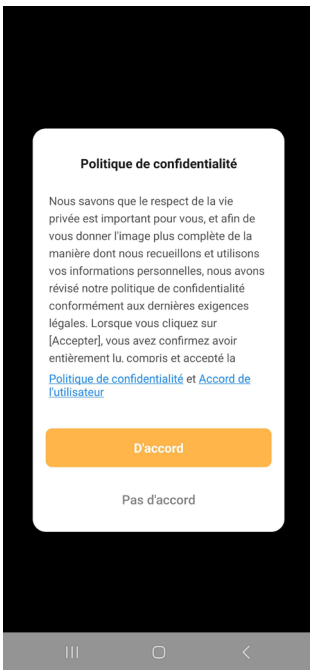 Politique de confidentialité
Nous savons que le respect de la vie
privée est important pour vous, et afin de
vous donner l'image plus complète de la
manière dont nous recueillons et utilisons
vos informations personnelles, nous avons
révisé notre politique de confidentialité
conformément aux dernières exigences
légales. Lorsque vous cliquez sur
[Accepter], vous avez confirmez avoir
entièrement lu. compris et accepté la
Politique de confidentialité et Accord de
l'utilisateur
D'accord
Pas d'accord